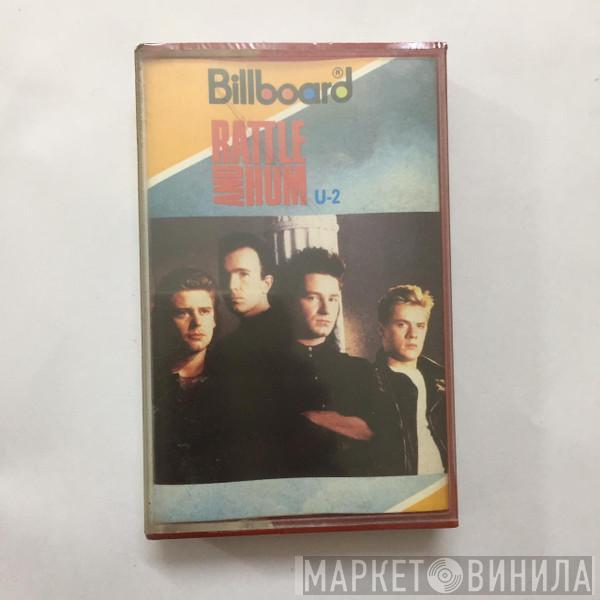 Billboard®
RATTLE
AND HUM
U-2
МАРКЕТ ВИНИЛА